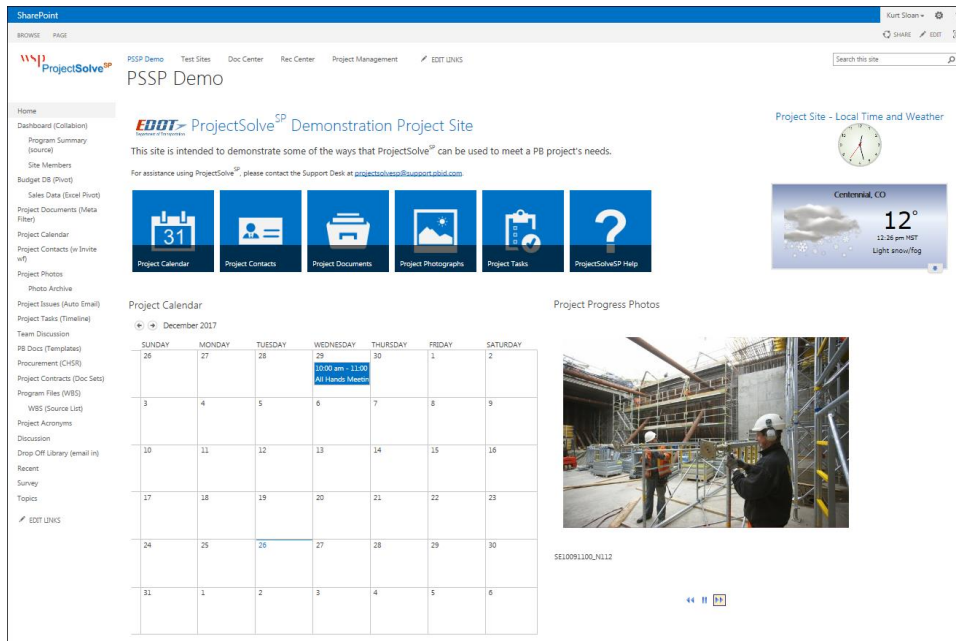 SharePoint
Kurt Sloan
BROWSE PAGE
SHARE EDIT
wsp ProjectSolve SP
PSSP Demo Test Sites Doc Center Rec Center Project Management EDIT LINKS
Search this site
PSSP Demo
Home
Dashboard (Collabion)
Program Summary
(source)
Site Members
Budget DB (Pivot)
Sales Data (Excel Pivot)
Project Documents (Meta
Filter)
Project Calendar
Project Contacts (w Invite
wf)
Project Photos
Photo Archive
Project Issues (Auto Email)
Project Tasks (Timeline)
Team Discussion
PB Docs (Templates)
Procurement (CHSR)
Project Contracts (Doc Sets)
Program Files (WBS)
WBS (Source List)
Project Acronyms
Discussion
Drop Off Library (email in)
Recent
Survey
Topics
EDIT LINKS
EDOT ProjectSolve SP Demonstration Project Site
Department of Transportation
This site is intended to demonstrate some of the ways that ProjectSolve SP can be used to meet a PB project's needs.
For assistance using ProjectSolve SP, please contact the Support Desk at projectsolvesp@support.pbid.com.
31
?
Project Calendar Project Contacts Project Documents Project Photographs Project Tasks ProjectSolveSP Help
Project Site - Local Time and Weather
Centennial, CO
12°
12:26 pm MST
Light snow/fog
Project Calendar
December 2017
SUNDAY MONDAY TUESDAY WEDNESDAY THURSDAY FRIDAY SATURDAY
26 27 28 29 30 1 2
10:00 am - 11:00
All Hands Meetin
3 4 5 6 7 8 9
10 11 12 13 14 15 16
17 18 19 20 21 22 23
24 25 26 27 28 29 30
31 1 2 3 4 5 6
Project Progress Photos
SE10091100_N112